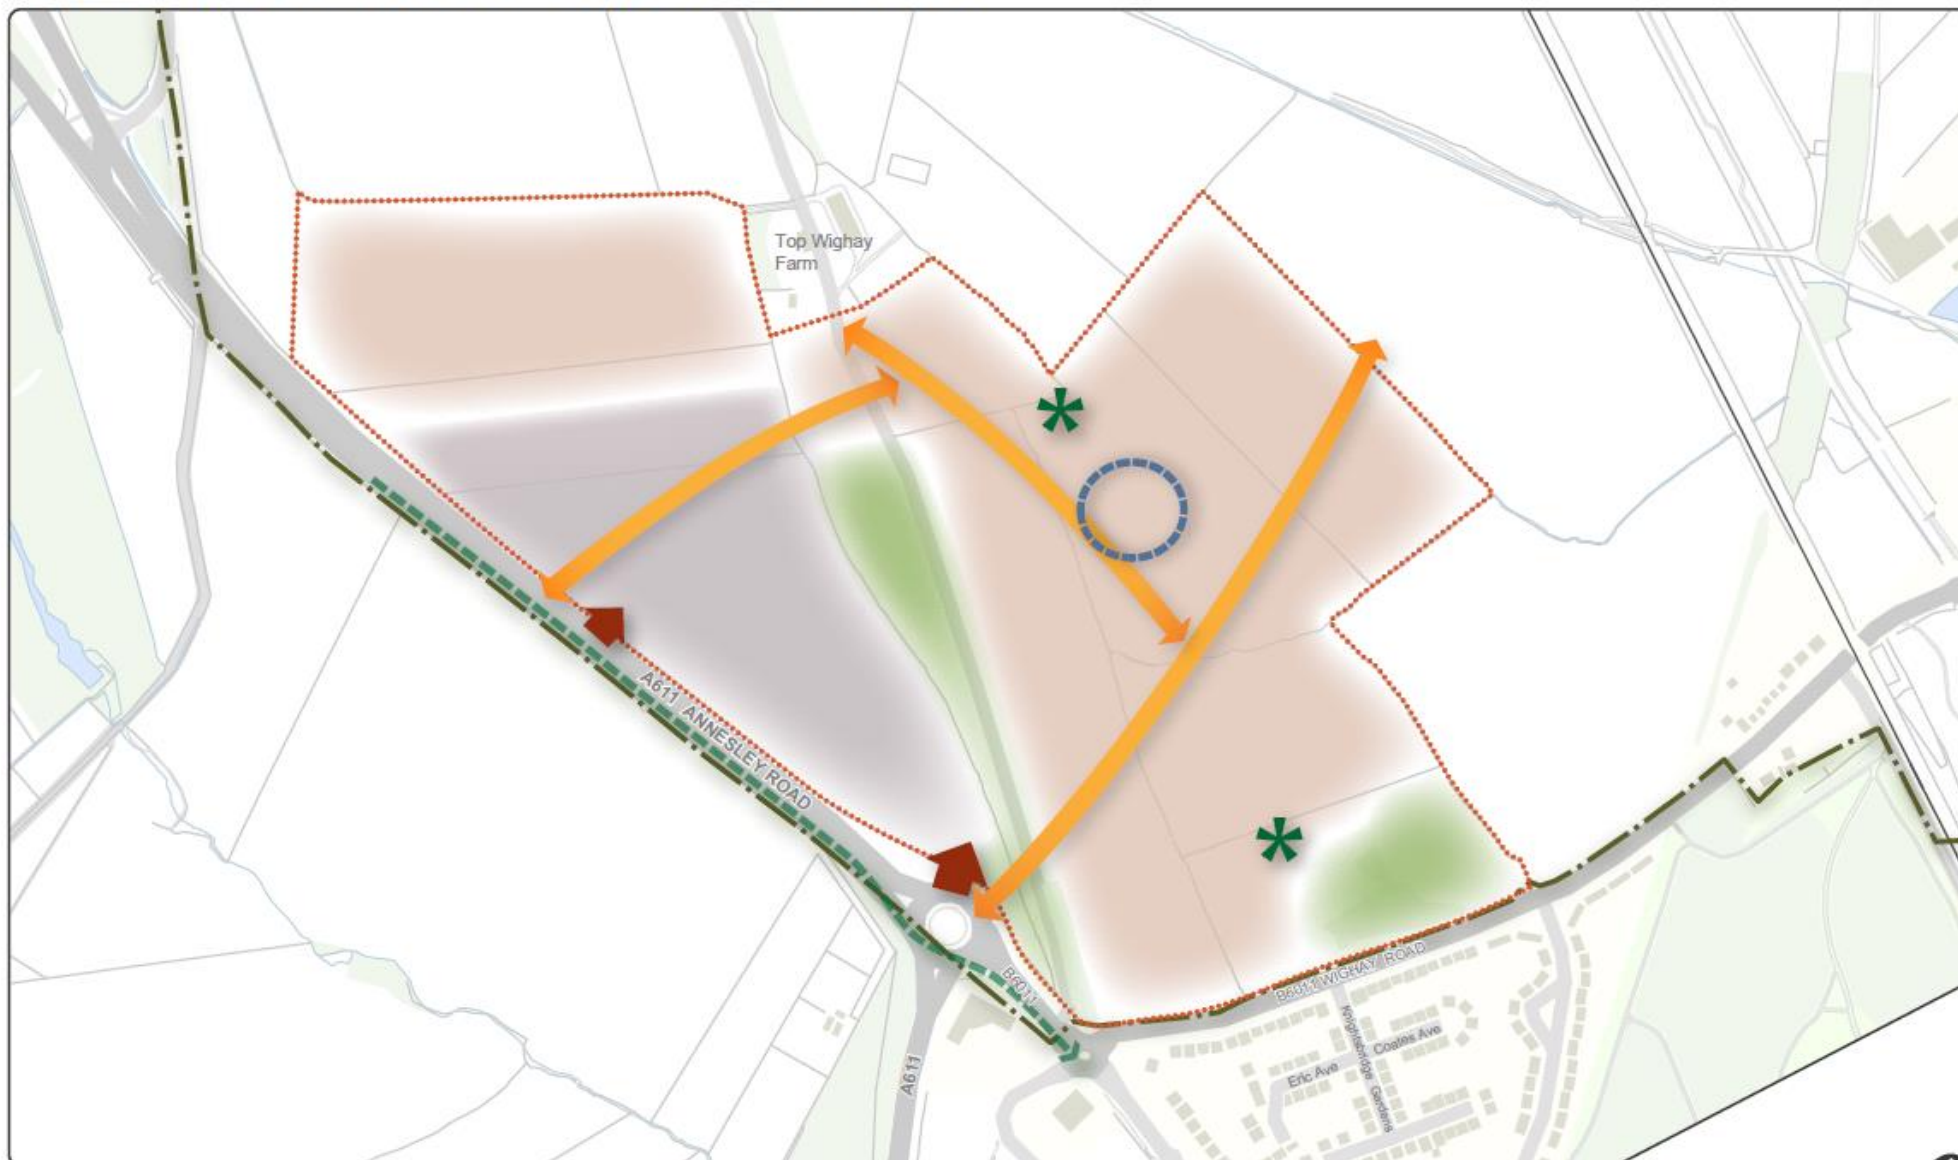 Top Wighay
Farm
A611 ANNESLEY ROAD
B6011
B6011 WIGHAY ROAD
A611
Knightsbridge Gardens
Coates Ave
Eric Ave